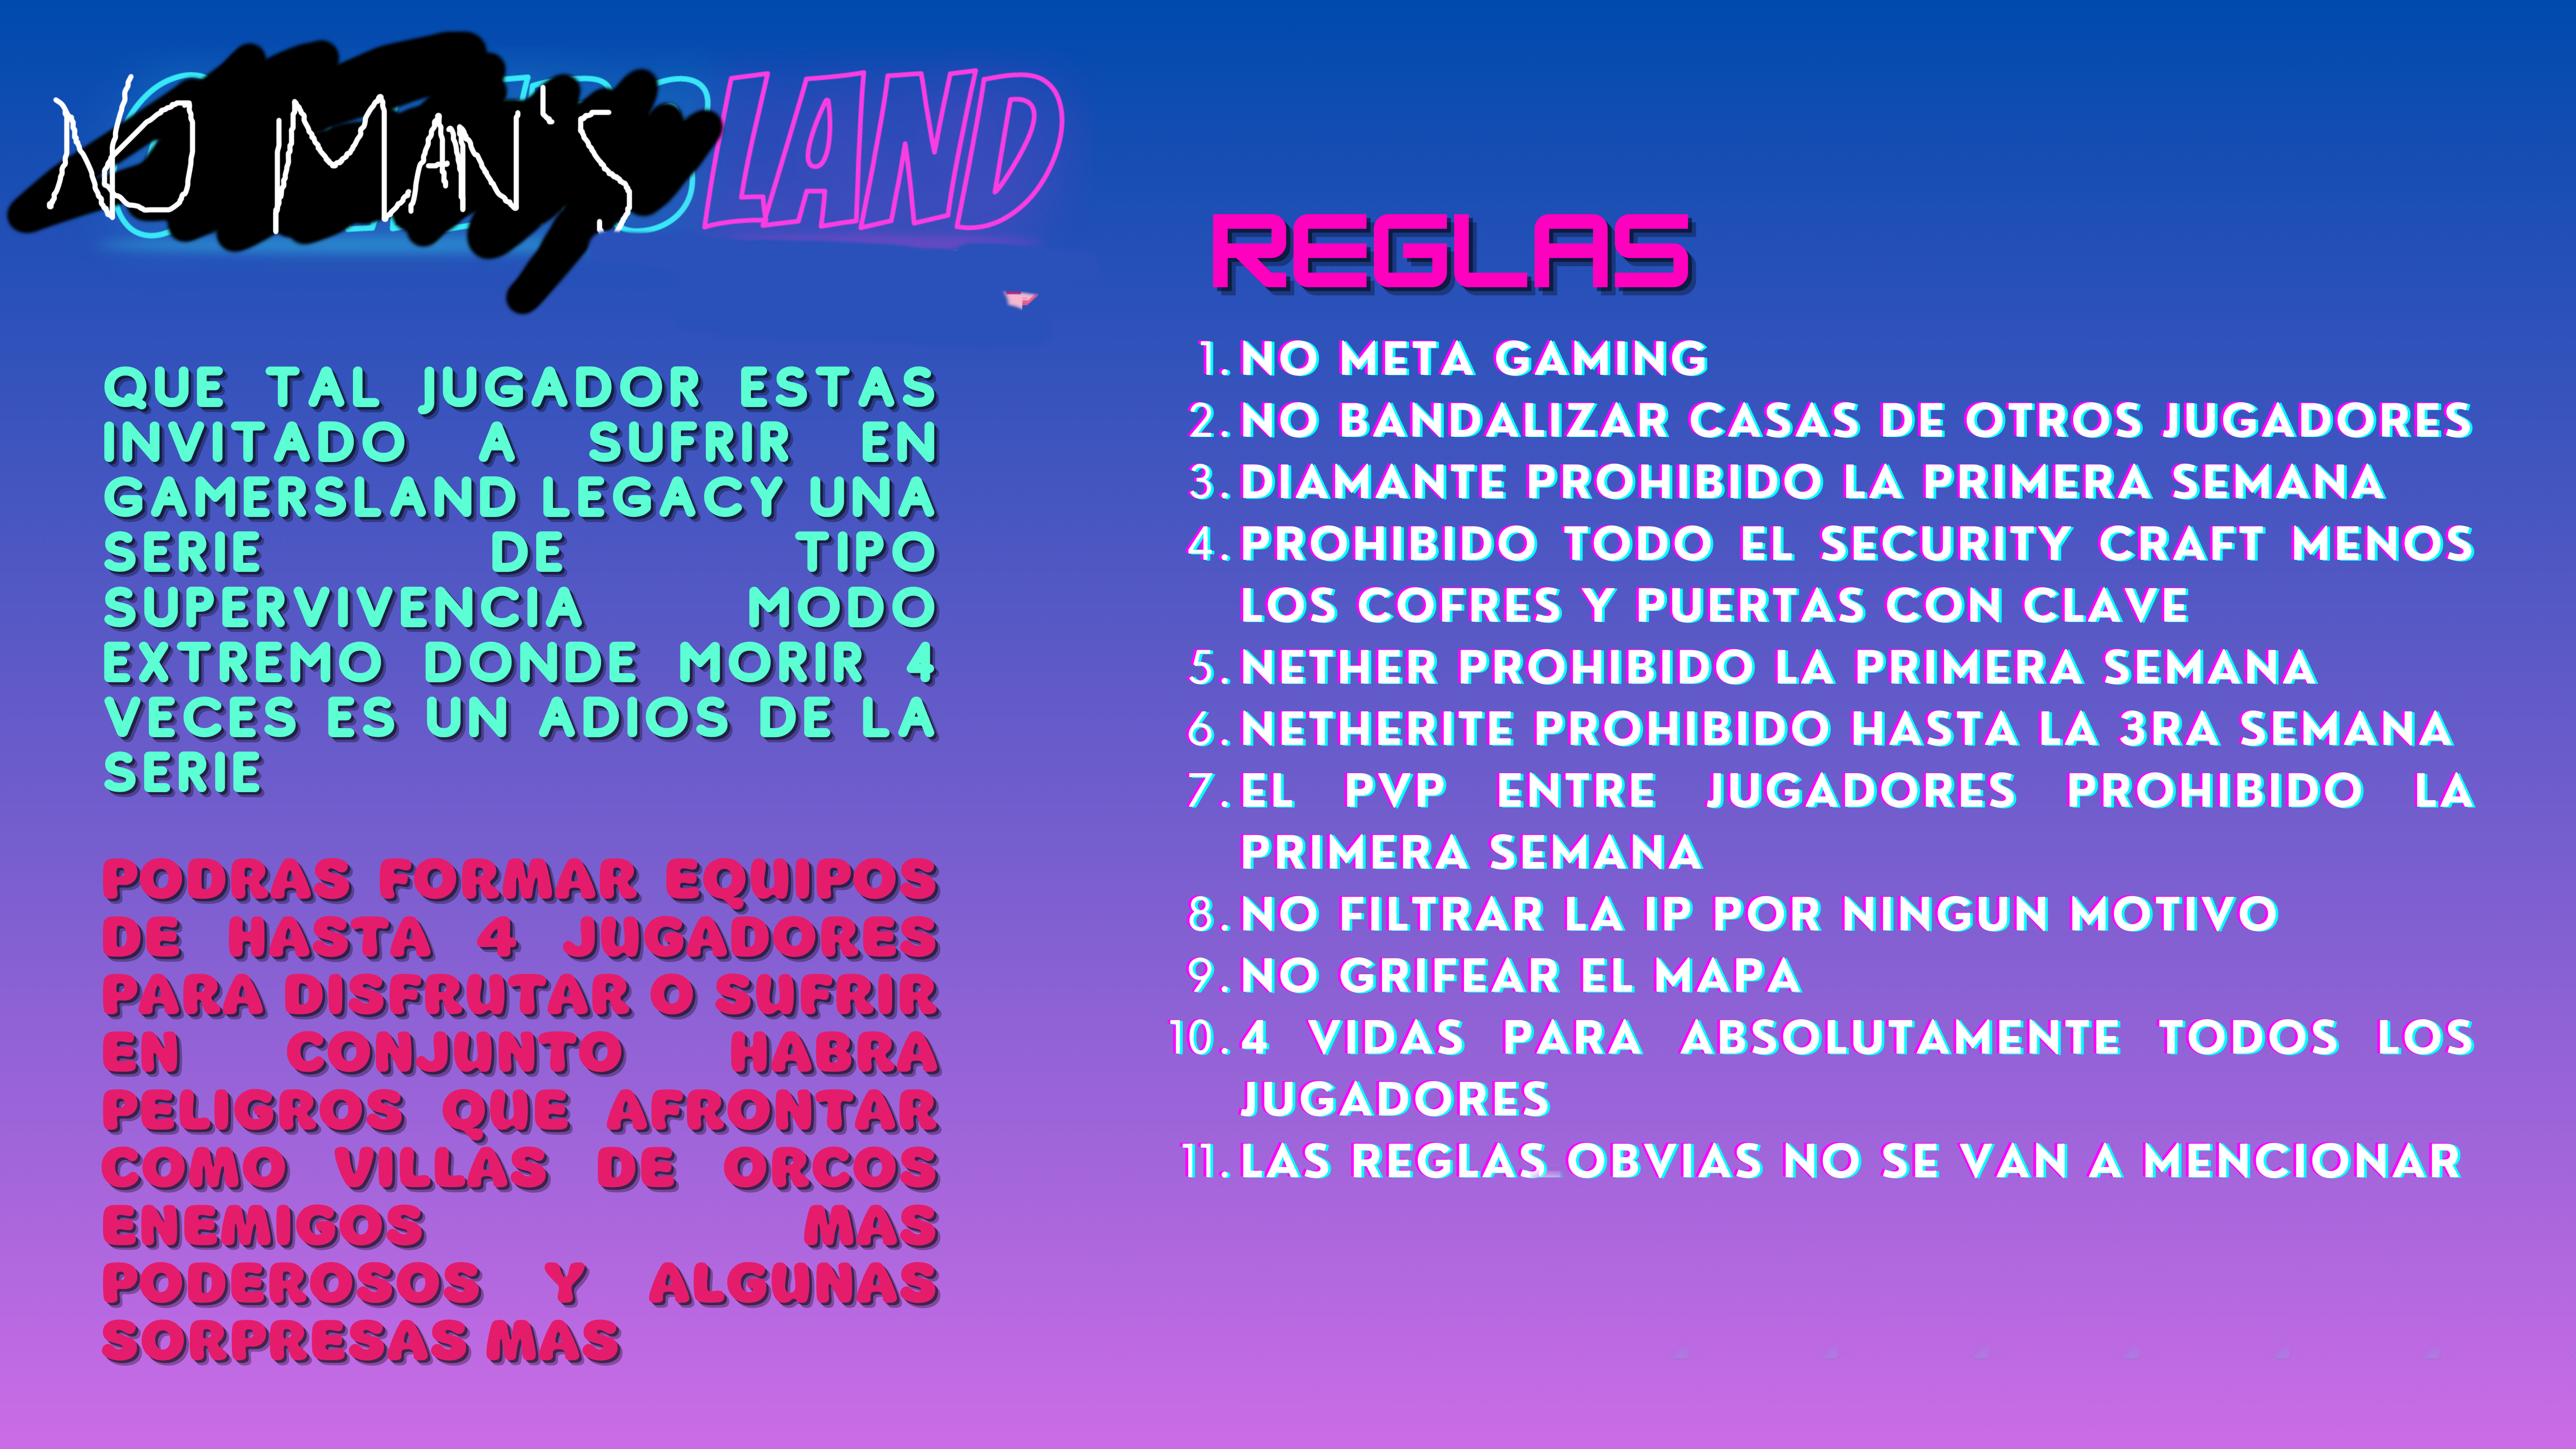 NO MAN'S LAND
QUE TAL JUGADOR ESTAS
INVITADO A SUFRIR EN
GAMERSLAND LEGACY UNA
SERIE DE TIPO
SUPERVIVENCIA MODO
EXTREMO DONDE MORIR 4
VECES ES UN ADIOS DE LA
SERIE
PODRAS FORMAR EQUIPOS
DE HASTA 4 JUGADORES
PARA DISFRUTAR O SUFRIR
EN CONJUNTO HABRA
PELIGROS QUE AFRONTAR
COMO VILLAS DE ORCOS
ENEMIGOS MAS
PODEROSOS Y ALGUNAS
SORPRESAS MAS
REGLAS
1. NO META GAMING
2. NO BANDALIZAR CASAS DE OTROS JUGADORES
3. DIAMANTE PROHIBIDO LA PRIMERA SEMANA
4. PROHIBIDO TODO EL SECURITY CRAFT MENOS
LOS COFRES Y PUERTAS CON CLAVE
5. NETHER PROHIBIDO LA PRIMERA SEMANA
6. NETHERITE PROHIBIDO HASTA LA 3RA SEMANA
7. EL PVP ENTRE JUGADORES PROHIBIDO LA
PRIMERA SEMANA
8. NO FILTRAR LA IP POR NINGUN MOTIVO
9. NO GRIFEAR EL MAPA
10. 4 VIDAS PARA ABSOLUTAMENTE TODOS LOS
JUGADORES
11. LAS REGLAS OBVIAS NO SE VAN A MENCIONAR